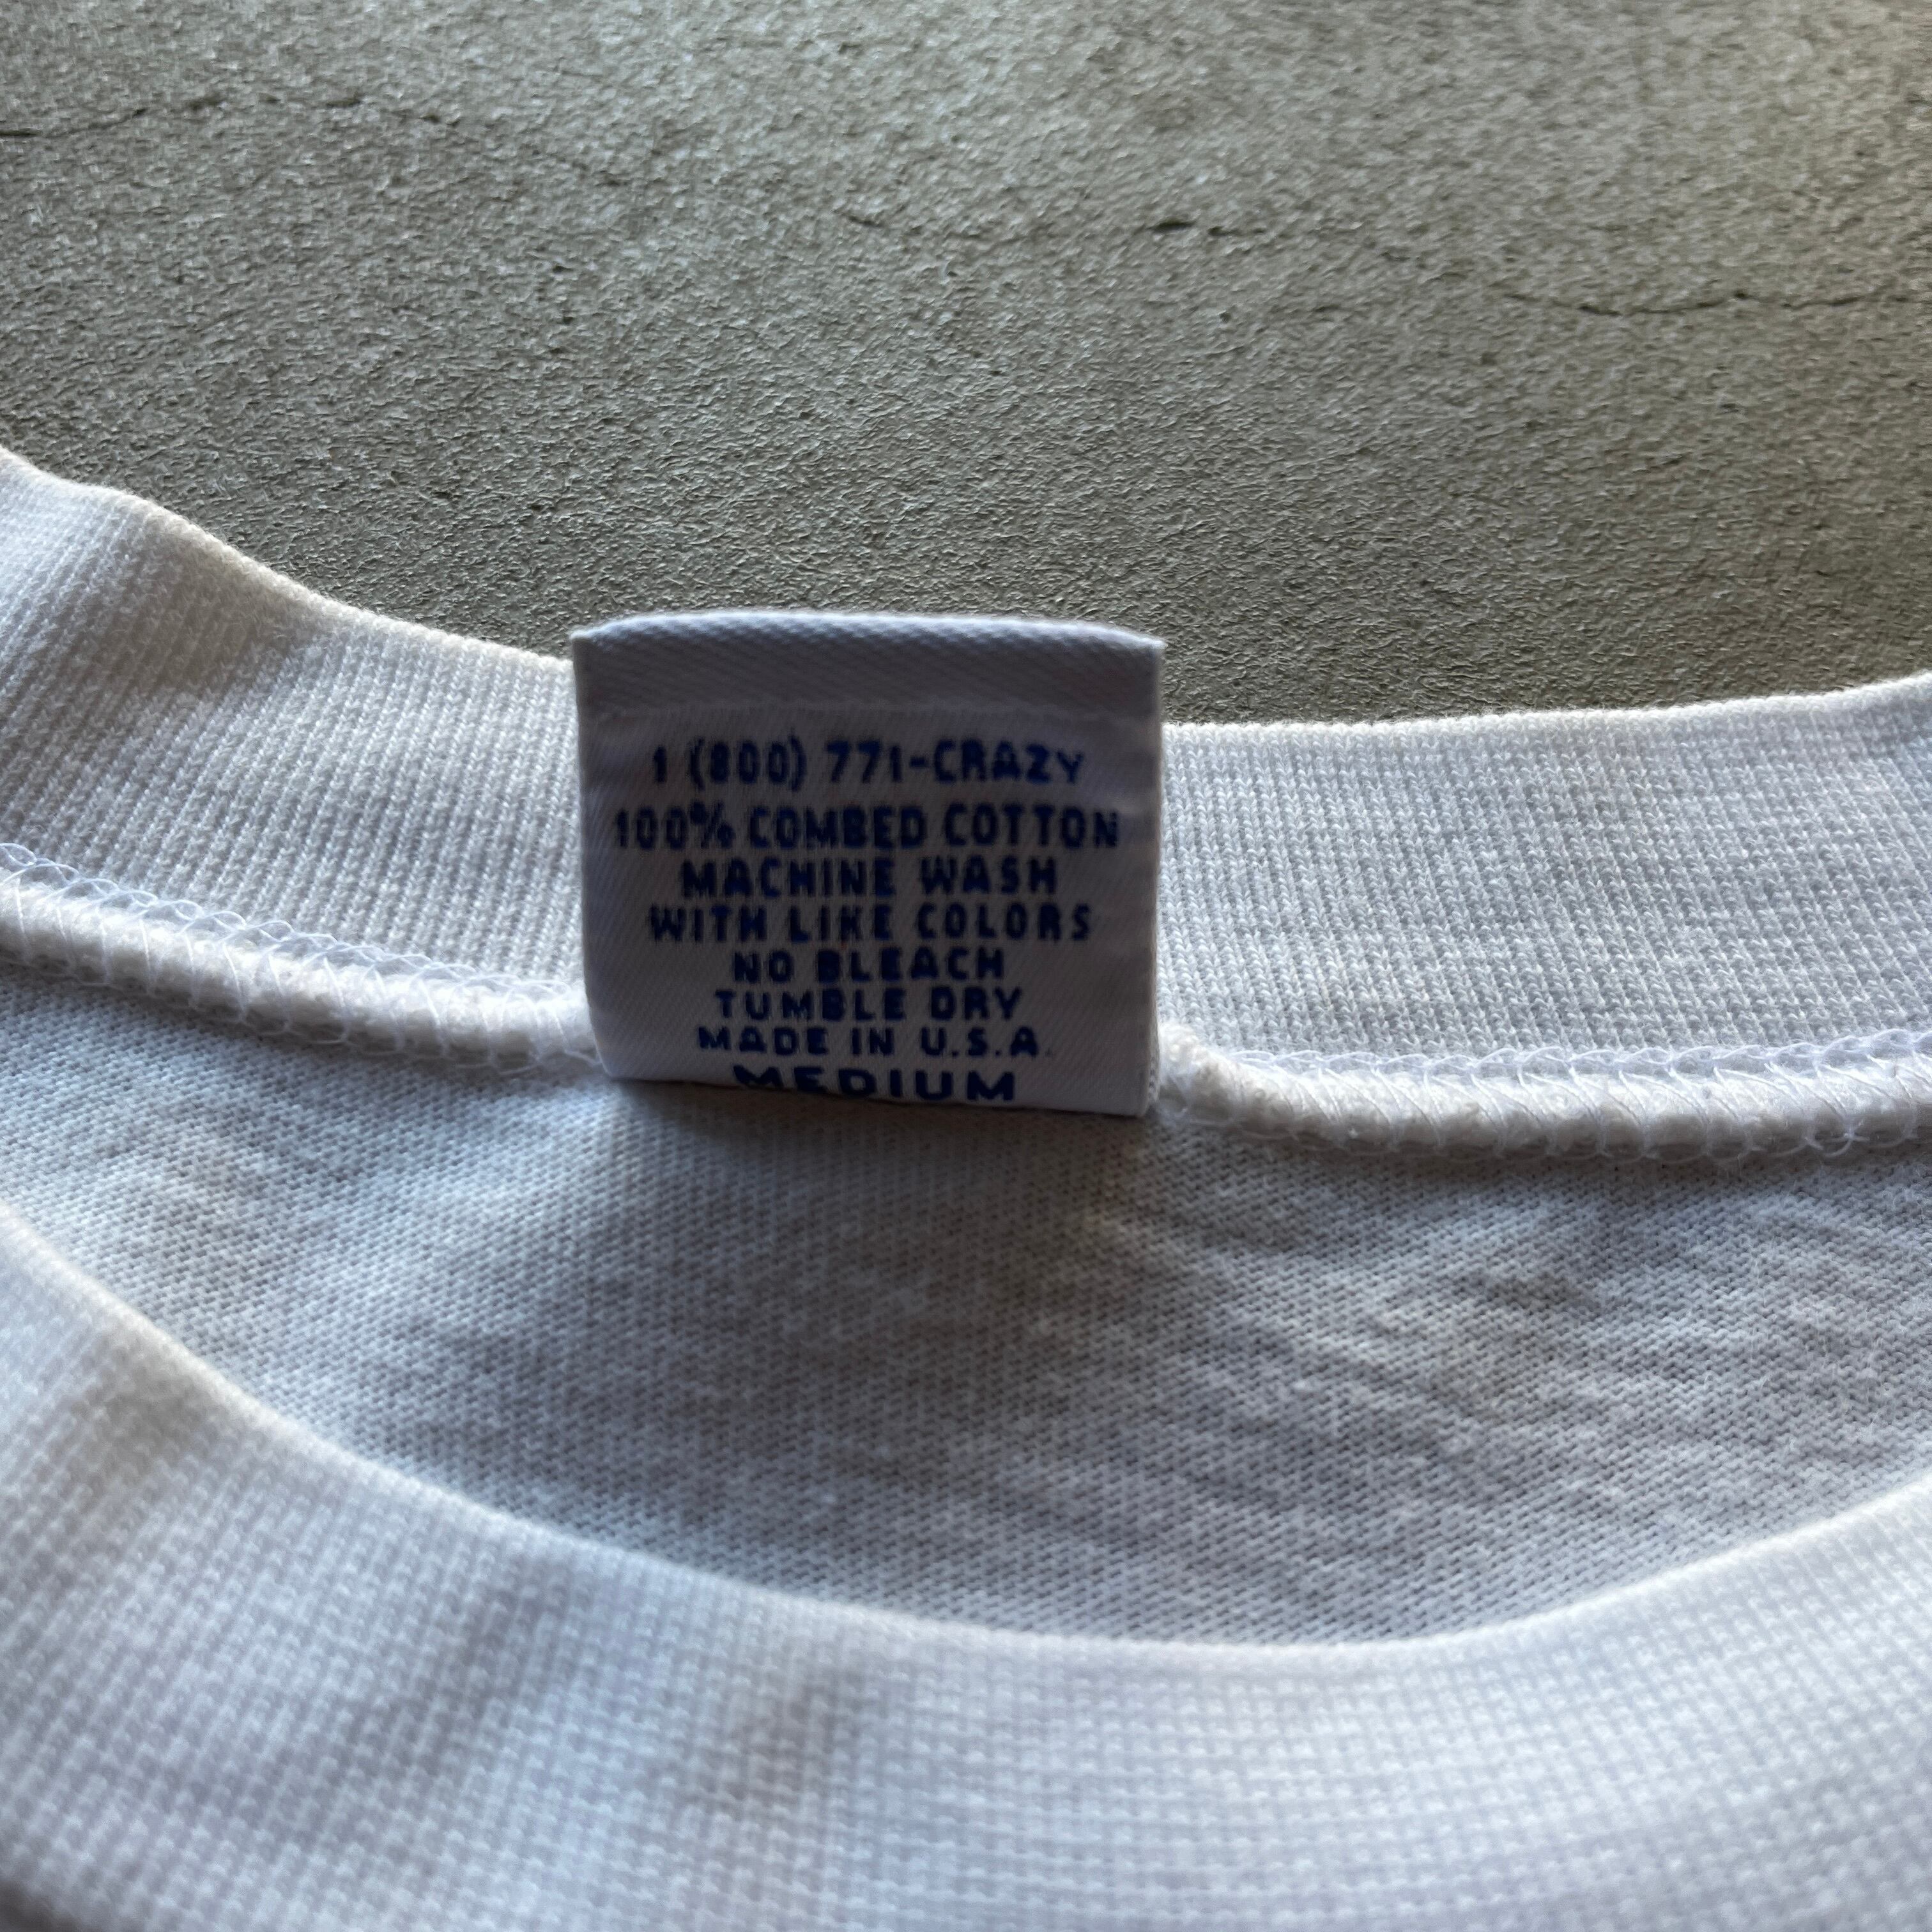 1 (800) 771-CRAZY
100% COMBED COTTON
MACHINE WASH
WITH LIKE COLORS
NO BLEACH
TUMBLE DRY
MADE IN U.S.A.
MEDIUM